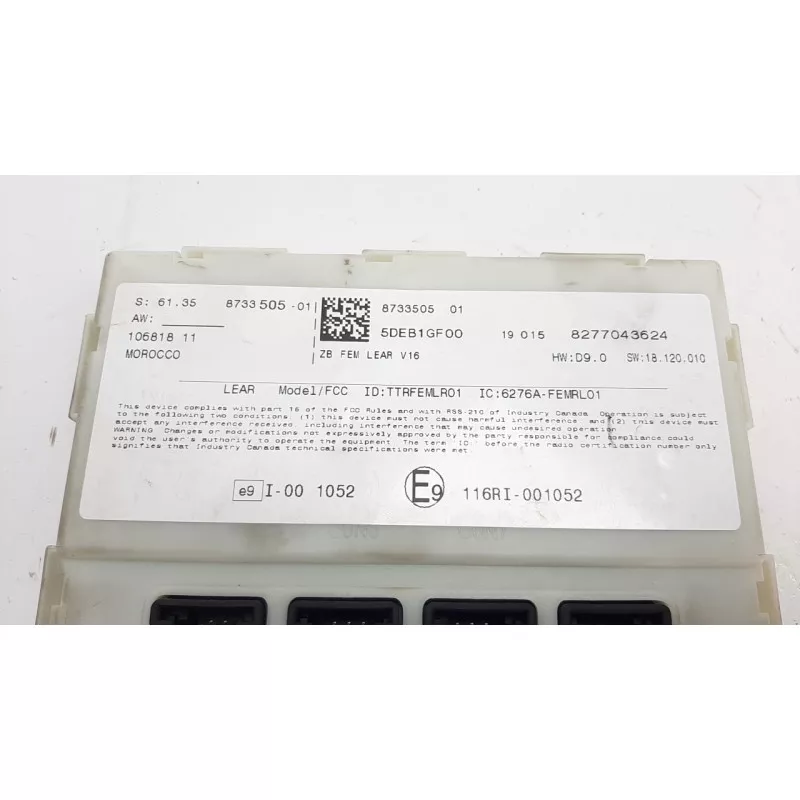 S: 61.35 8733 505 -01 8733505 01
AW: 5DEB1GF00 19 015 8277043624
106818 11
MOROCCO ZB FEM LEAR V16 HW:D9.0 SW:18.120.010
LEAR Model/FCC ID:TTRFEMLR01 IC:6276A-FEMRL01
This device complies with part 15 of the FCC Rules and with RSS-210 of Industry Canada. Operation is subject
to the following two conditions: (1) this device must not cause harmful interference, and (2) this device must
accept any interference received, including interference that may cause undesired operation.
WARNING: Changes or modifications not expressively approved by the party responsible for compliance could
void the user's authority to operate the equipment. The term "IC:" before the radio certification number only
signifies that Industry Canada technical specifications were met.
e9 I-00 1052 E9 116RI-001052